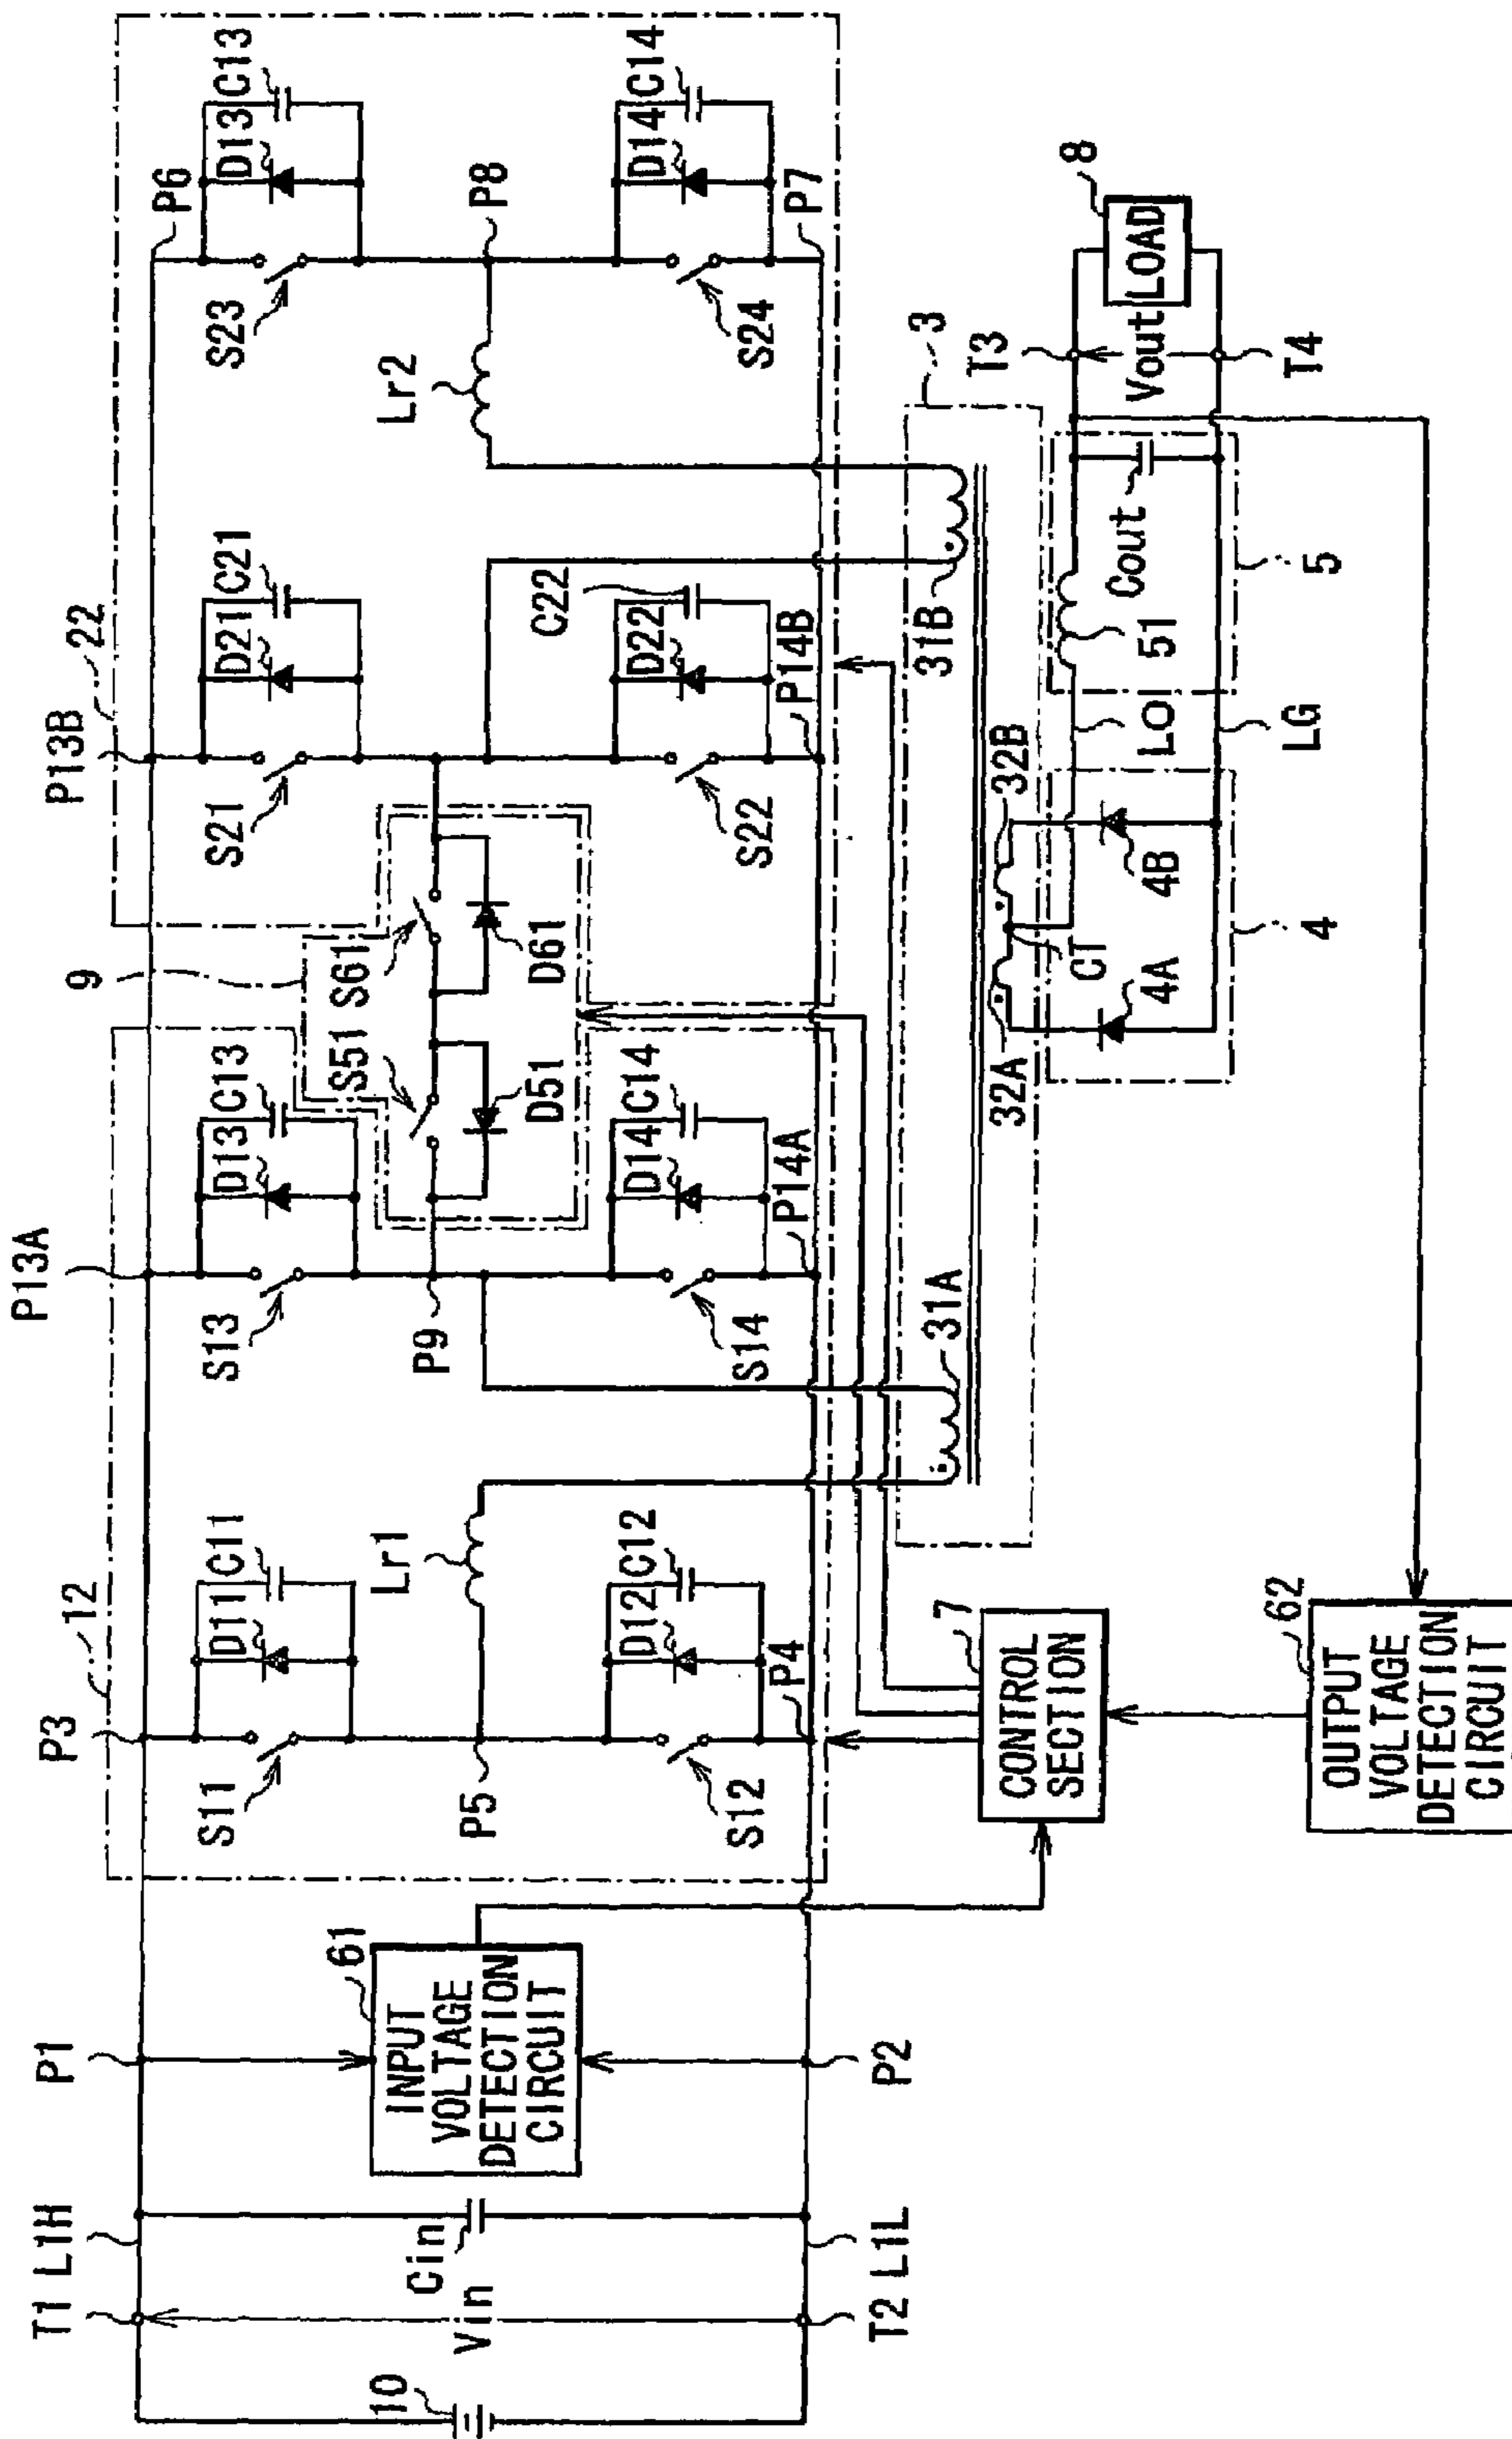 T1 L1H
P1
P3
12
P13A
9
P13B
22
P6
S11
D11
C11
S13
D13
C13
S21
D21
C21
S23
D13
C13
10
Vin
Cin
INPUT
VOLTAGE
DETECTION
CIRCUIT
61
P5
Lr1
P9
S51
D51
S61
D61
Lr2
P8
S12
D12
C12
P4
S14
D14
C14
P14A
S22
D22
C22
P14B
S24
D14
C14
P7
T2 L1L
P2
CONTROL
SECTION
7
31A
31B
3
32A
32B
CT
4A
4B
4
LO
LG
51
Cout
5
T3
Vout
T4
LOAD
8
OUTPUT
VOLTAGE
DETECTION
CIRCUIT
62